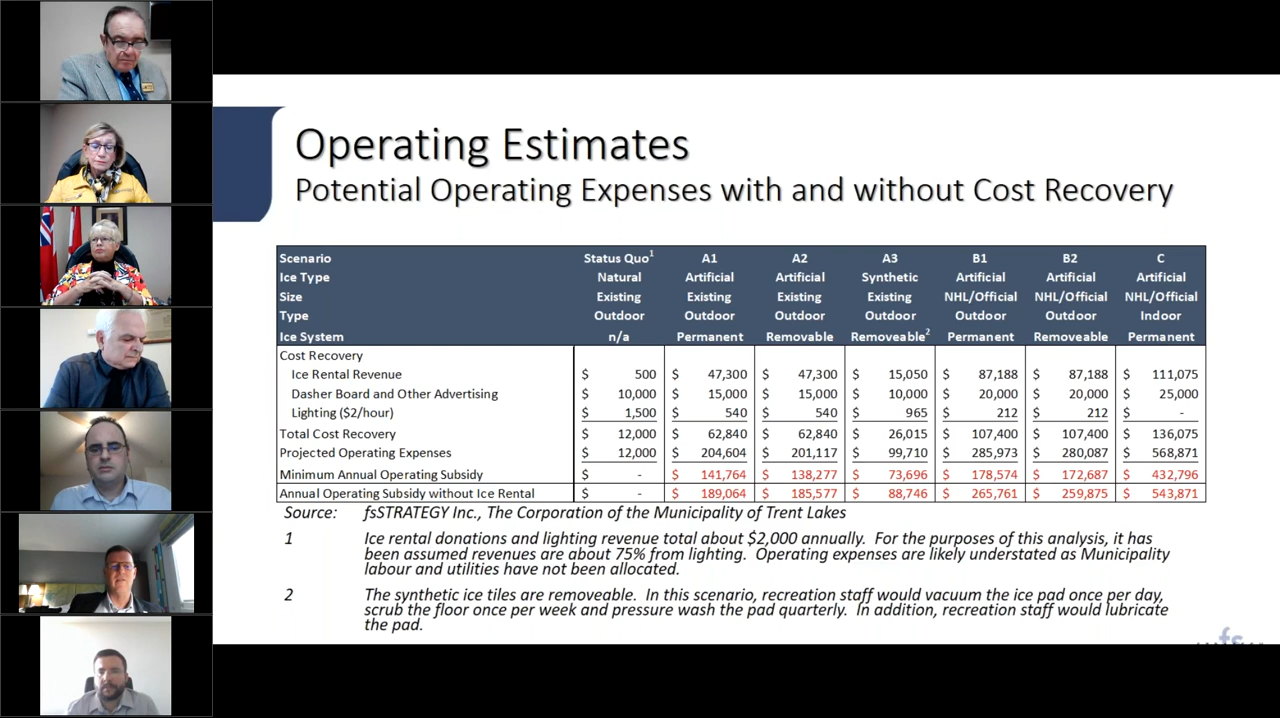 Operating Estimates
Potential Operating Expenses with and without Cost Recovery
Scenario Status Quo1 A1 A2 A3 B1 B2 C
Ice Type Natural Artificial Artificial Synthetic Artificial Artificial Artificial
Size Existing Existing Existing Existing NHL/Official NHL/Official NHL/Official
Type Outdoor Outdoor Outdoor Outdoor Outdoor Outdoor Indoor
Ice System n/a Permanent Removable Removeable2 Permanent Removeable Permanent
Cost Recovery
Ice Rental Revenue $ 500 $ 47,300 $ 47,300 $ 15,050 $ 87,188 $ 87,188 $ 111,075
Dasher Board and Other Advertising $ 10,000 $ 15,000 $ 15,000 $ 10,000 $ 20,000 $ 20,000 $ 25,000
Lighting ($2/hour) $ 1,500 $ 540 $ 540 $ 965 $ 212 $ 212 $ -
Total Cost Recovery $ 12,000 $ 62,840 $ 62,840 $ 26,015 $ 107,400 $ 107,400 $ 136,075
Projected Operating Expenses $ 12,000 $ 204,604 $ 201,117 $ 99,710 $ 285,973 $ 280,087 $ 568,871
Minimum Annual Operating Subsidy $ - $ 141,764 $ 138,277 $ 73,696 $ 178,574 $ 172,687 $ 432,796
Annual Operating Subsidy without Ice Rental $ - $ 189,064 $ 185,577 $ 88,746 $ 265,761 $ 259,875 $ 543,871
Source: fsSTRATEGY Inc., The Corporation of the Municipality of Trent Lakes
1 Ice rental donations and lighting revenue total about $2,000 annually. For the purposes of this analysis, it has
been assumed revenues are about 75% from lighting. Operating expenses are likely understated as Municipality
labour and utilities have not been allocated.
2 The synthetic ice tiles are removeable. In this scenario, recreation staff would vacuum the ice pad once per day,
scrub the floor once per week and pressure wash the pad quarterly. In addition, recreation staff would lubricate
the pad.
fs